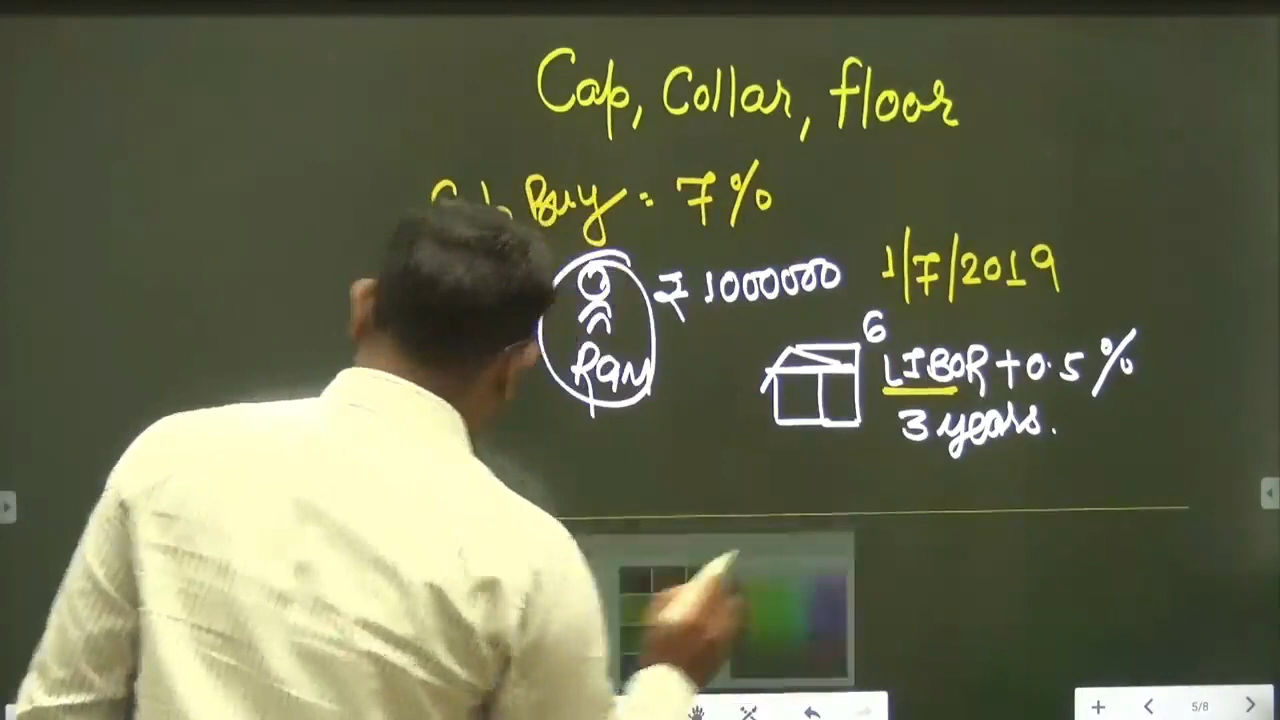 Cap, Collar, floor
Buy = 7%
₹ 1000000
1/7/2019
RAM
6
LIBOR + 0.5%
3 years.
5/8